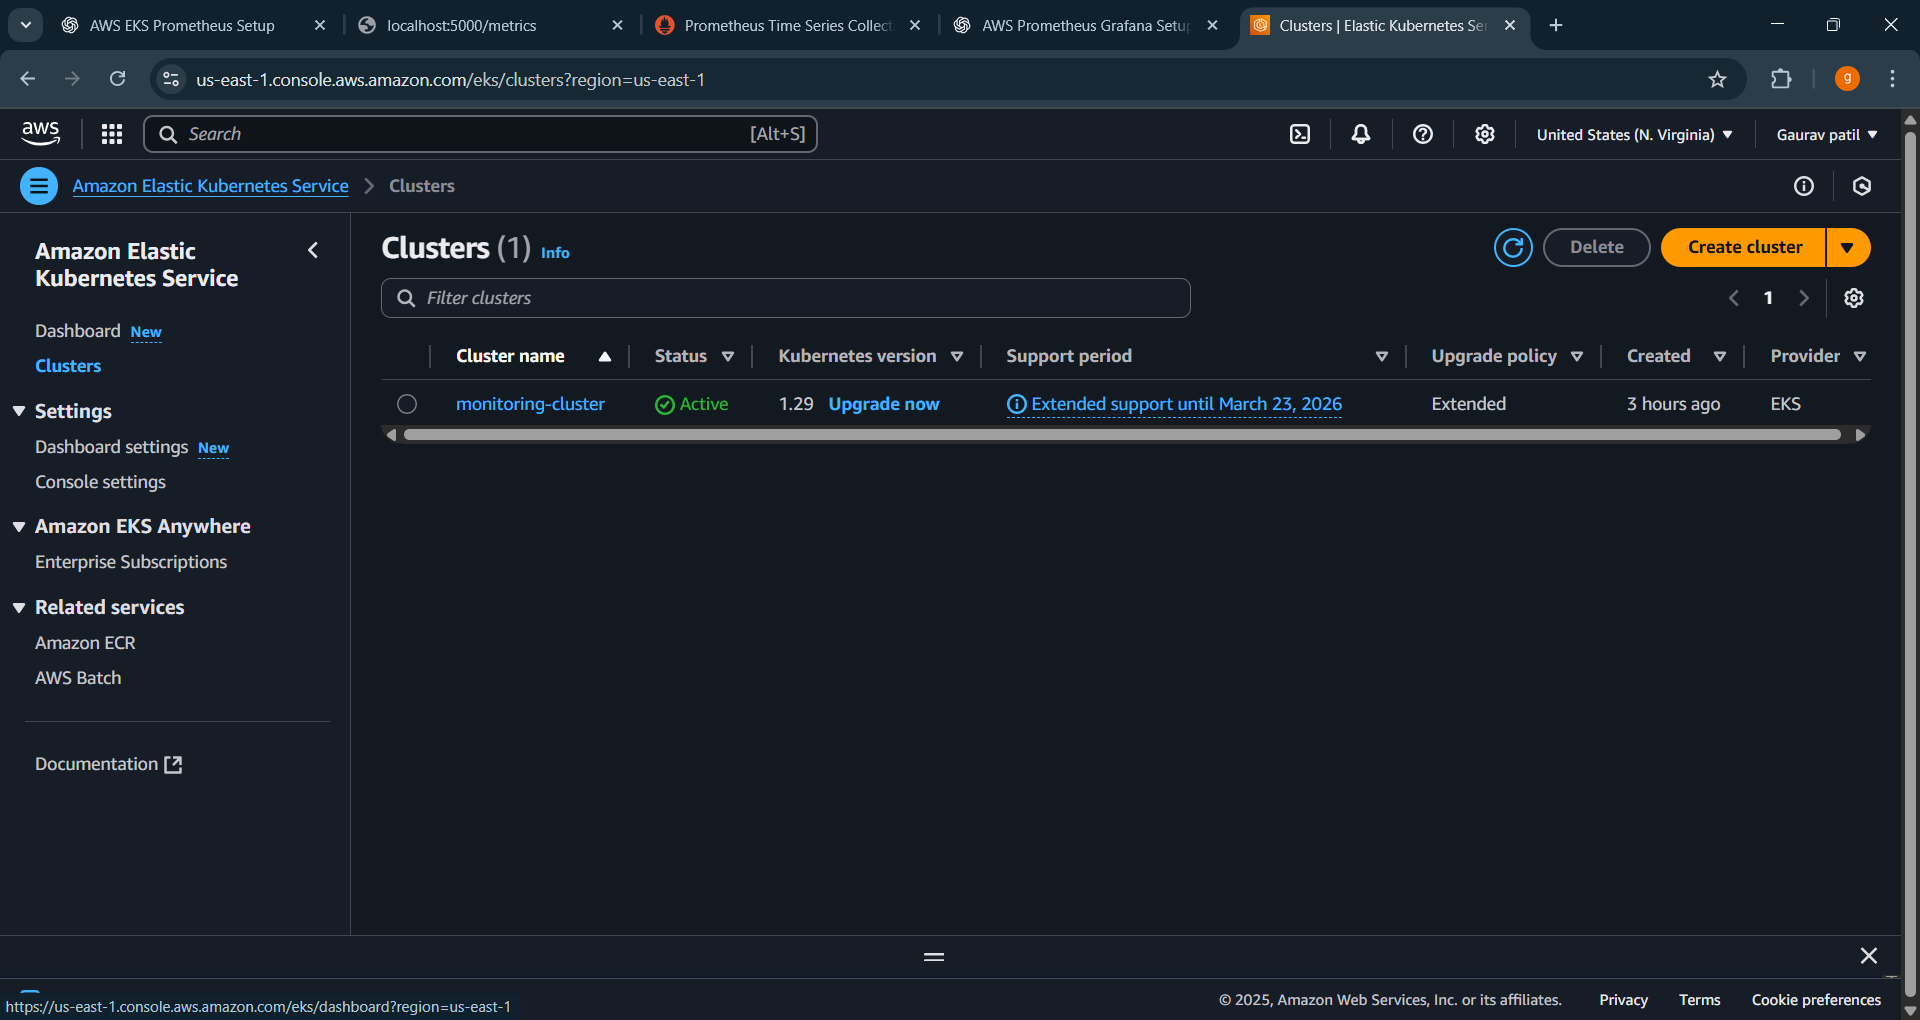 AWS EKS Prometheus Setup
localhost:5000/metrics
Prometheus Time Series Collect
AWS Prometheus Grafana Setup
Clusters | Elastic Kubernetes Ser
us-east-1.console.aws.amazon.com/eks/clusters?region=us-east-1
g
aws
Search
[Alt+S]
United States (N. Virginia)
Gaurav patil
Amazon Elastic Kubernetes Service
Clusters
Amazon Elastic
Kubernetes Service
Dashboard New
Clusters
Settings
Dashboard settings New
Console settings
Amazon EKS Anywhere
Enterprise Subscriptions
Related services
Amazon ECR
AWS Batch
Documentation
Clusters (1) Info
Delete
Create cluster
Filter clusters
1
Cluster name Status Kubernetes version Support period Upgrade policy Created Provider
monitoring-cluster Active 1.29 Upgrade now Extended support until March 23, 2026 Extended 3 hours ago EKS
https://us-east-1.console.aws.amazon.com/eks/dashboard?region=us-east-1
© 2025, Amazon Web Services, Inc. or its affiliates. Privacy Terms Cookie preferences